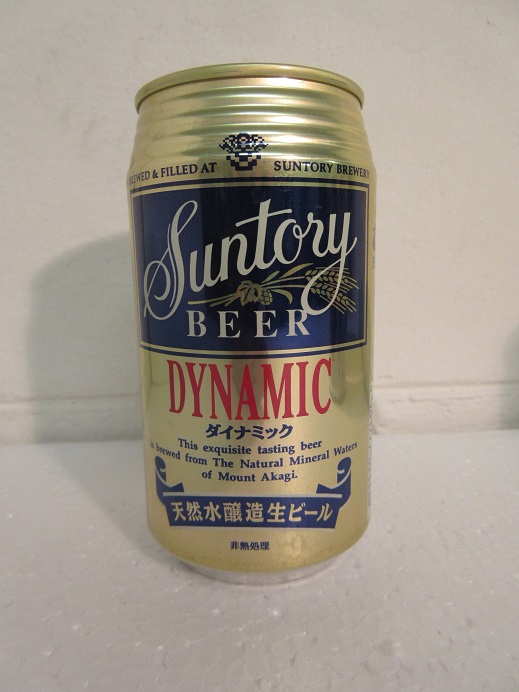 & FILLED AT SUNTORY BREWERY
Suntory
BEER
DYNAMIC
ダイナミック
This exquisite tasting beer
is brewed from The Natural Mineral Waters
of Mount Akagi.
天然水醸造生ビール
非熱処理